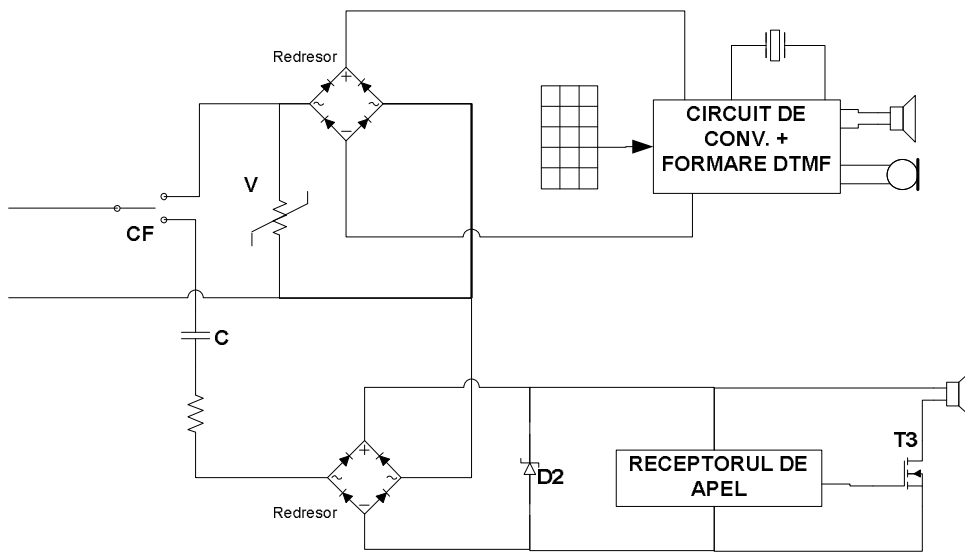 Redresor
+
~
~
–
CIRCUIT DE
CONV. +
FORMARE DTMF
V
CF
C
T3
+
~
~
–
D2
RECEPTORUL DE
APEL
Redresor